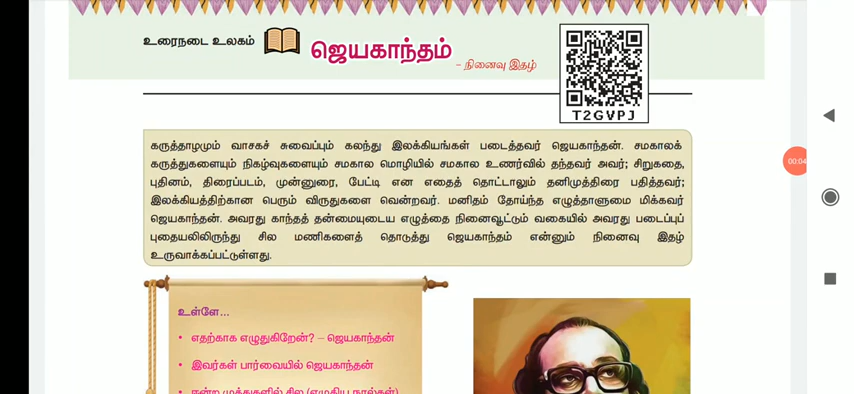 உரைநடை உலகம்
ஜெயகாந்தம்
– நினைவு இதழ்
T2GVPJ
கருத்தாழமும் வாசகச் சுவைப்பும் கலந்து இலக்கியங்கள் படைத்தவர் ஜெயகாந்தன். சமகாலக்
கருத்துகளையும் நிகழ்வுகளையும் சமகால மொழியில் சமகால உணர்வில் தந்தவர் அவர்; சிறுகதை,
புதினம், திரைப்படம், முன்னுரை, பேட்டி என எதைத் தொட்டாலும் தனிமுத்திரை பதித்தவர்;
இலக்கியத்திற்கான பெரும் விருதுகளை வென்றவர். மனிதம் தோய்ந்த எழுத்தாளுமை மிக்கவர்
ஜெயகாந்தன். அவரது காந்தத் தன்மையுடைய எழுத்தை நினைவூட்டும் வகையில் அவரது படைப்புப்
புதையலிலிருந்து சில மணிகளைத் தொடுத்து ஜெயகாந்தம் என்னும் நினைவு இதழ்
உருவாக்கப்பட்டுள்ளது.
உள்ளே...
• எதற்காக எழுதுகிறேன்? – ஜெயகாந்தன்
• இவர்கள் பார்வையில் ஜெயகாந்தன்
• ஈன்ற முத்துகளில் சில (எழுதிய நூல்கள்)
00:04